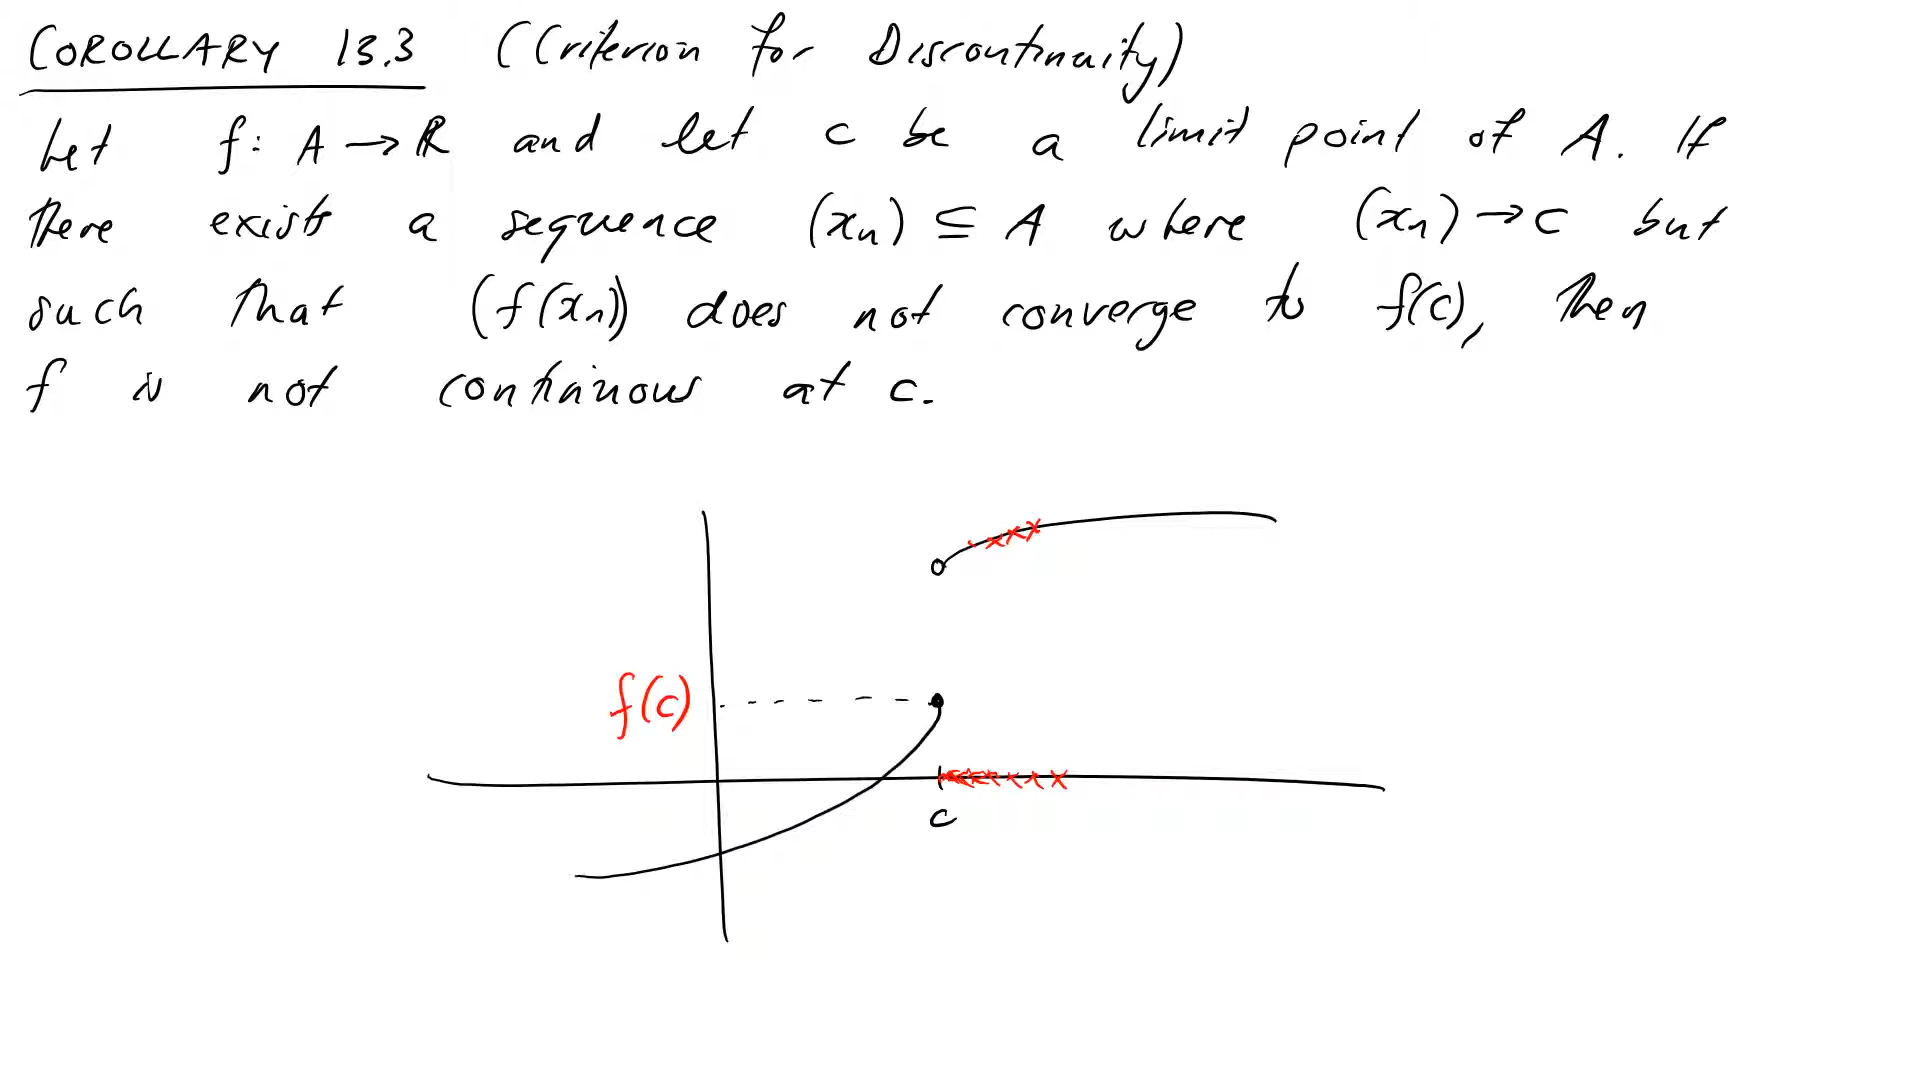 COROLLARY 13.3 (Criterion for Discontinuity)
Let f: A → ℝ and let c be a limit point of A. If
there exists a sequence (xₙ) ⊆ A where (xₙ) → c but
such that (f(xₙ)) does not converge to f(c), then
f is not continuous at c.
f(c)
c